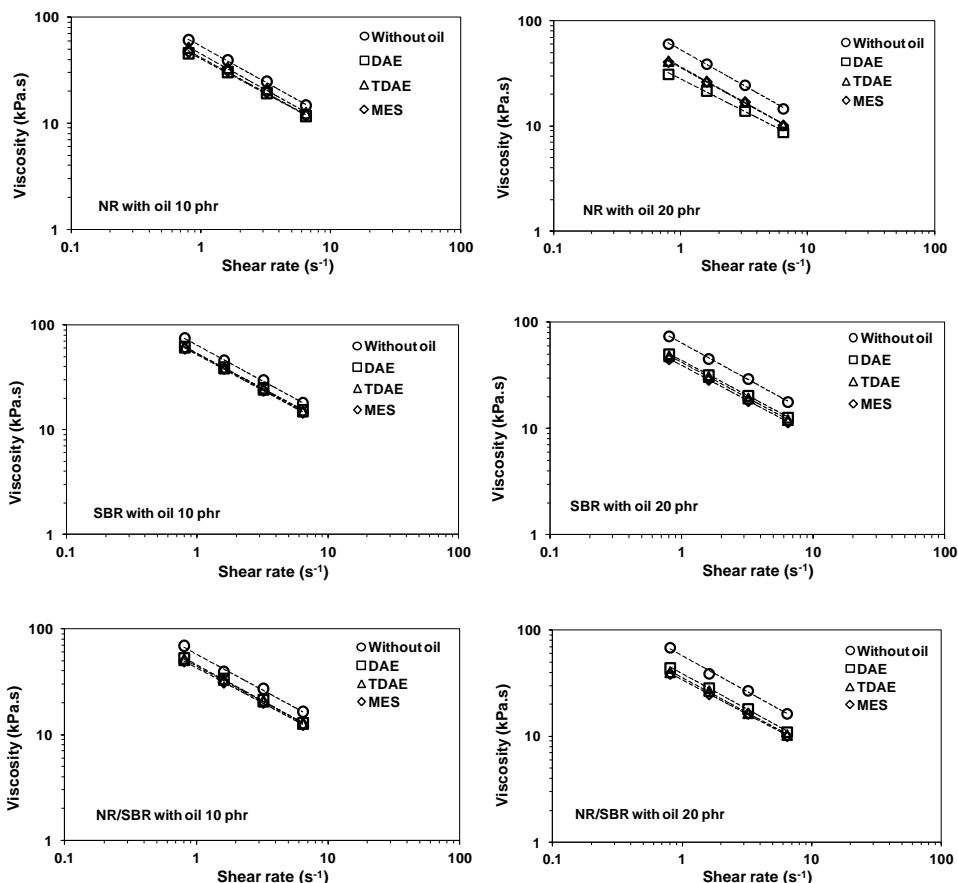 100
10
1
Viscosity (kPa.s)
Without oil
DAE
TDAE
MES
NR with oil 10 phr
0.1 1 10 100
Shear rate (s-1)
100
10
1
Viscosity (kPa.s)
Without oil
DAE
TDAE
MES
NR with oil 20 phr
0.1 1 10 100
Shear rate (s-1)
100
10
1
Viscosity (kPa.s)
Without oil
DAE
TDAE
MES
SBR with oil 10 phr
0.1 1 10 100
Shear rate (s-1)
100
10
1
Viscosity (kPa.s)
Without oil
DAE
TDAE
MES
SBR with oil 20 phr
0.1 1 10 100
Shear rate (s-1)
100
10
1
Viscosity (kPa.s)
Without oil
DAE
TDAE
MES
NR/SBR with oil 10 phr
0.1 1 10 100
Shear rate (s-1)
100
10
1
Viscosity (kPa.s)
Without oil
DAE
TDAE
MES
NR/SBR with oil 20 phr
0.1 1 10 100
Shear rate (s-1)